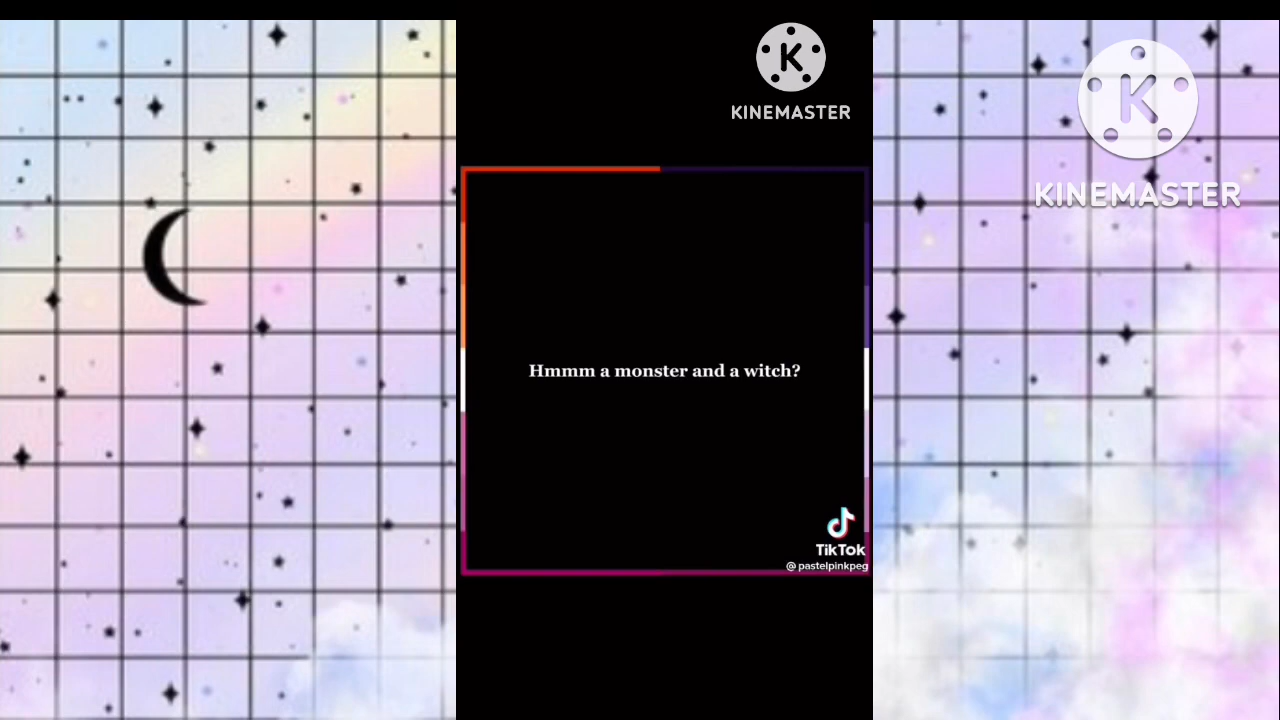 KINEMASTER
KINEMASTER
Hmmm a monster and a witch?
TikTok
@ pastelpinkpeg